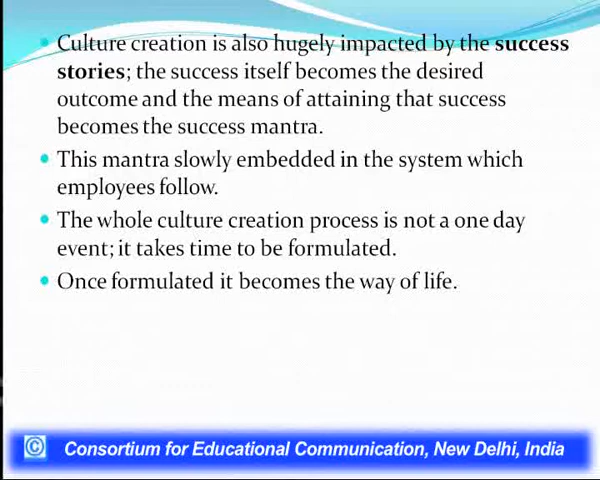 Culture creation is also hugely impacted by the success
stories; the success itself becomes the desired
outcome and the means of attaining that success
becomes the success mantra.
This mantra slowly embedded in the system which
employees follow.
The whole culture creation process is not a one day
event; it takes time to be formulated.
Once formulated it becomes the way of life.
© Consortium for Educational Communication, New Delhi, India